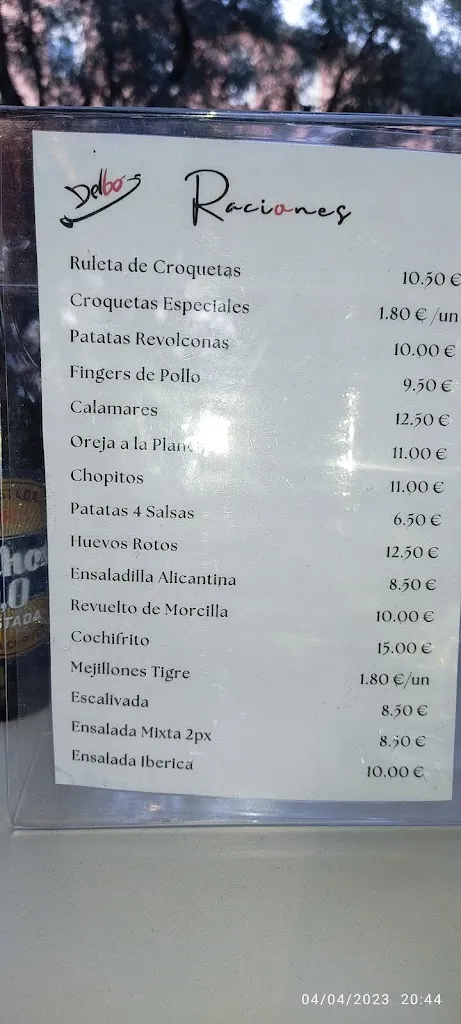 Delbo's
Raciones
Ruleta de Croquetas 10.50 €
Croquetas Especiales 1.80 € /un
Patatas Revolconas 10.00 €
Fingers de Pollo 9.50 €
Calamares 12.50 €
Oreja a la 11.00 €
Chopitos 11.00 €
Patatas 4 Salsas 6.50 €
Huevos Rotos 12.50 €
Ensaladilla Alicantina 8.50 €
Revuelto de Morcilla 10.00 €
Cochifrito 15.00 €
Mejillones Tigre 1.80 €/un
Escalivada 8.50 €
Ensalada Mixta 2px 8.50 €
Ensalada Iberica 10.00 €
04/04/2023 20:44